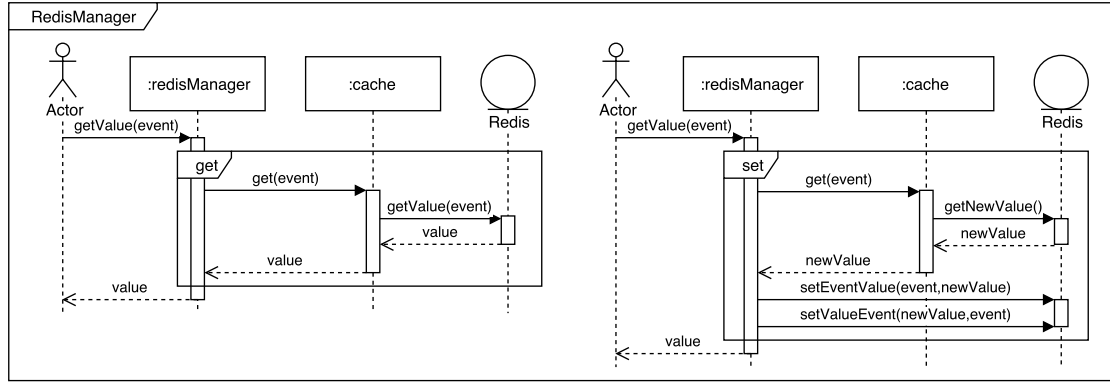 RedisManager
Actor
:redisManager
:cache
Redis
getValue(event)
get
get(event)
getValue(event)
value
value
value
Actor
:redisManager
:cache
Redis
getValue(event)
set
get(event)
getNewValue()
newValue
newValue
setEventValue(event,newValue)
setValueEvent(newValue,event)
value